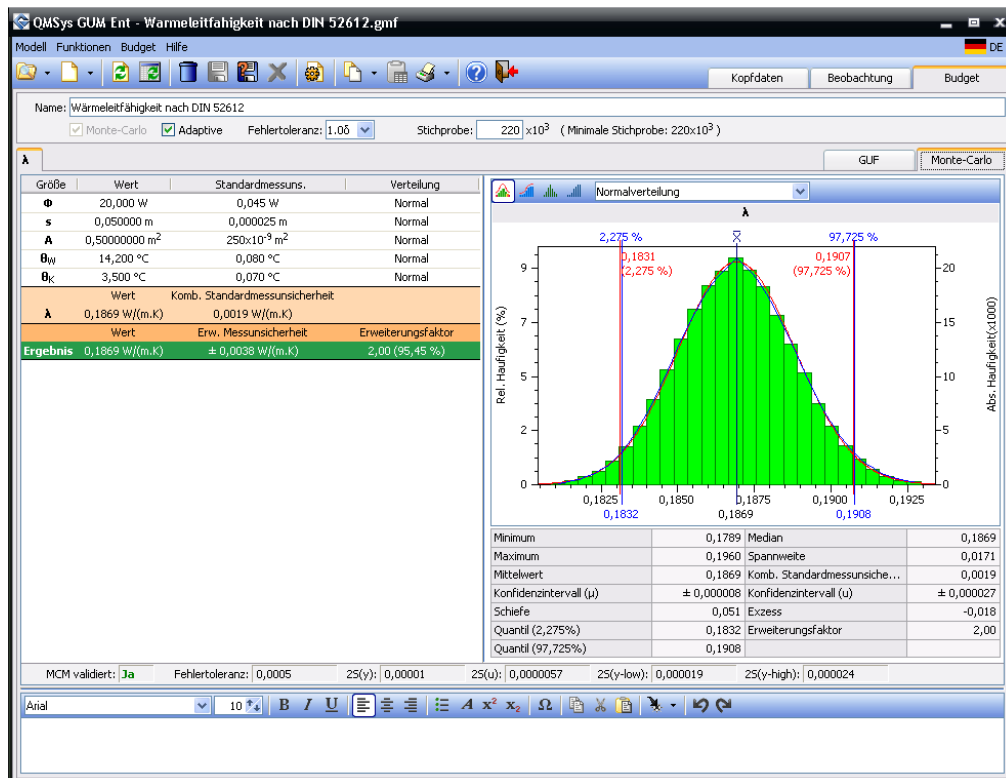 QMSys GUM Ent - Warmeleitfahigkeit nach DIN 52612.gmf
Modell Funktionen Budget Hilfe
DE
Kopfdaten Beobachtung Budget
Name: Wärmeleitfähigkeit nach DIN 52612
Monte-Carlo Adaptive Fehlertoleranz: 1.0δ Stichprobe: 220 x10³ ( Minimale Stichprobe: 220x10³ )
λ GUF Monte-Carlo
Größe Wert Standardmessuns. Verteilung
Φ 20,000 W 0,045 W Normal
s 0,050000 m 0,000025 m Normal
A 0,50000000 m² 250x10⁻⁹ m² Normal
θW 14,200 °C 0,080 °C Normal
θK 3,500 °C 0,070 °C Normal
Wert Komb. Standardmessunsicherheit
λ 0,1869 W/(m.K) 0,0019 W/(m.K)
Wert Erw. Messunsicherheit Erweiterungsfaktor
Ergebnis 0,1869 W/(m.K) ± 0,0038 W/(m.K) 2,00 (95,45 %)
Normalverteilung
λ
2,275 % x̄ 97,725 %
0,1831 0,1907
(2,275 %) (97,725 %)
Rel. Haufigkeit (%)
9
7
5
2
0
20
15
10
5
0
Abs. Haufigkeit(x1000)
0,1825 0,1850 0,1875 0,1900 0,1925
0,1832 0,1869 0,1908
Minimum 0,1789 Median 0,1869
Maximum 0,1960 Spannweite 0,0171
Mittelwert 0,1869 Komb. Standardmessunsiche... 0,0019
Konfidenzintervall (μ) ± 0,000008 Konfidenzintervall (u) ± 0,000027
Schiefe 0,051 Exzess -0,018
Quantil (2,275%) 0,1832 Erweiterungsfaktor 2,00
Quantil (97,725%) 0,1908
MCM validiert: Ja Fehlertoleranz: 0,0005 2S(y): 0,00001 2S(u): 0,0000057 2S(y-low): 0,000019 2S(y-high): 0,000024
Arial 10 B I U A x² x₂ Ω